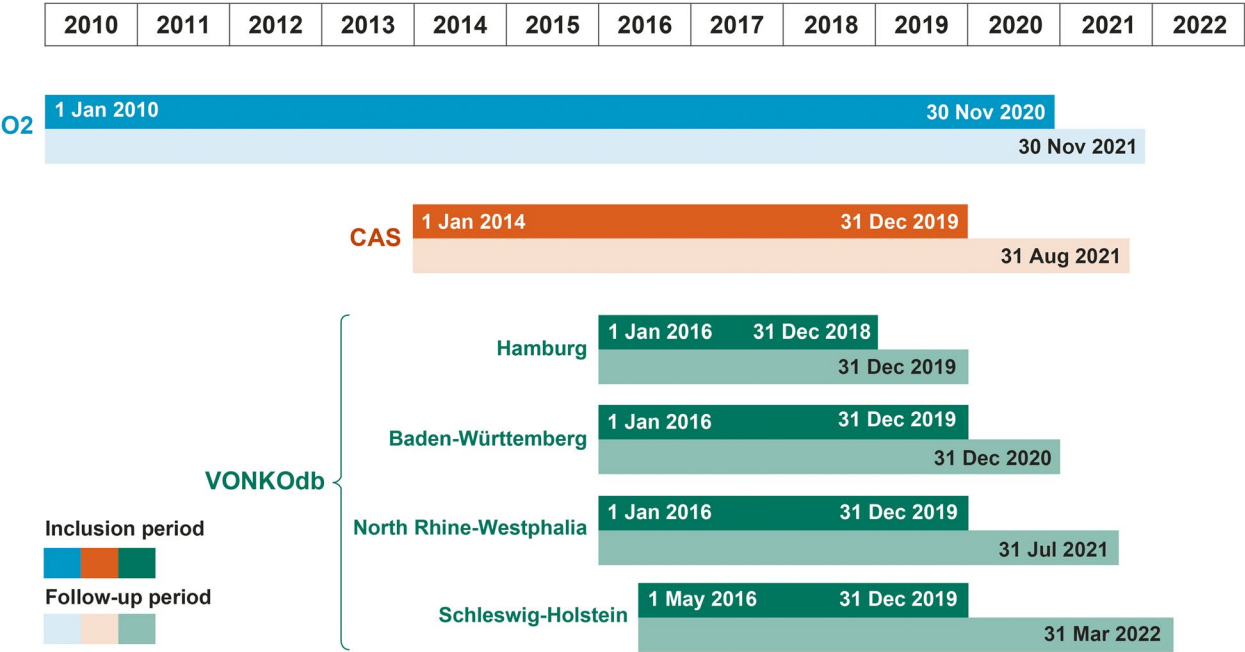 2010 2011 2012 2013 2014 2015 2016 2017 2018 2019 2020 2021 2022
1 Jan 2010 30 Nov 2020
O2
30 Nov 2021
1 Jan 2014 31 Dec 2019
CAS
31 Aug 2021
1 Jan 2016 31 Dec 2018
Hamburg
31 Dec 2019
1 Jan 2016 31 Dec 2019
Baden-Württemberg
31 Dec 2020
VONKOdb
1 Jan 2016 31 Dec 2019
North Rhine-Westphalia
31 Jul 2021
1 May 2016 31 Dec 2019
Schleswig-Holstein
31 Mar 2022
Inclusion period
Follow-up period